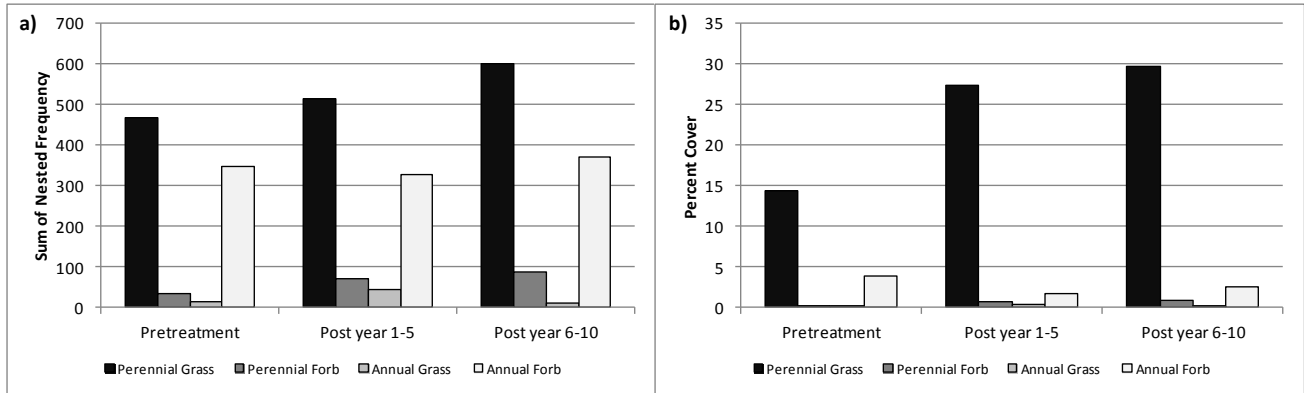 a)
700
600
500
400
300
200
100
0
Sum of Nested Frequency
Pretreatment Post year 1-5 Post year 6-10
Perennial Grass Perennial Forb Annual Grass Annual Forb
b)
35
30
25
20
15
10
5
0
Percent Cover
Pretreatment Post year 1-5 Post year 6-10
Perennial Grass Perennial Forb Annual Grass Annual Forb